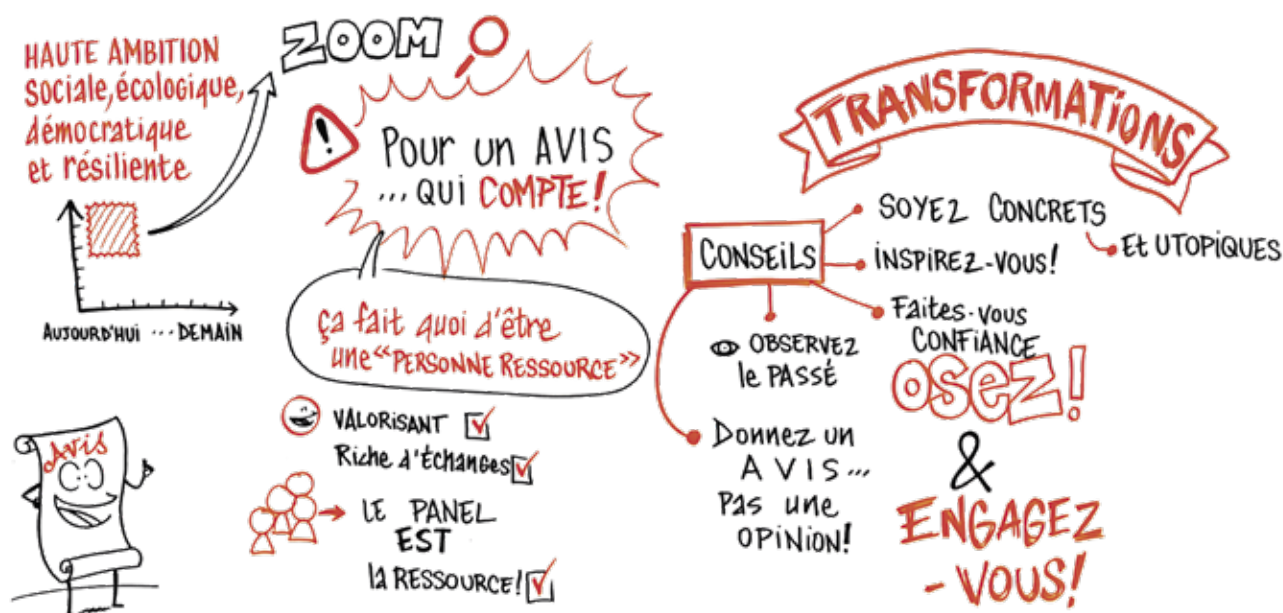 HAUTE AMBITION
sociale, écologique,
démocratique
et résiliente
AUJOURD'HUI ... DEMAIN
ZOOM
!
Pour un AVIS
... QUI COMPTE!
ça fait quoi d'être
une "PERSONNE RESSOURCE"
VALORISANT
Riche d'Échanges
LE PANEL
EST
la RESSOURCE!
Avis
TRANSFORMATIONS
CONSEILS
SOYEZ CONCRETS
Et UTOPIQUES
INSPIREZ-VOUS!
Faites-vous
CONFIANCE
OSEZ!
&
ENGAGEZ
-VOUS!
OBSERVEZ
le PASSÉ
Donnez un
AVIS...
Pas une
OPINION!